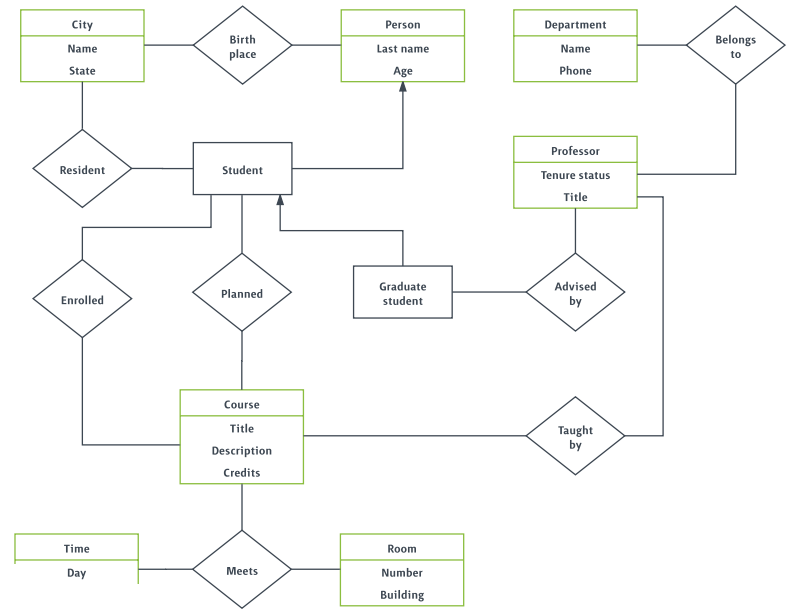 City
Name
State
Birth
place
Person
Last name
Age
Department
Name
Phone
Belongs
to
Resident
Student
Professor
Tenure status
Title
Enrolled
Planned
Graduate
student
Advised
by
Course
Title
Description
Credits
Taught
by
Time
Day
Meets
Room
Number
Building